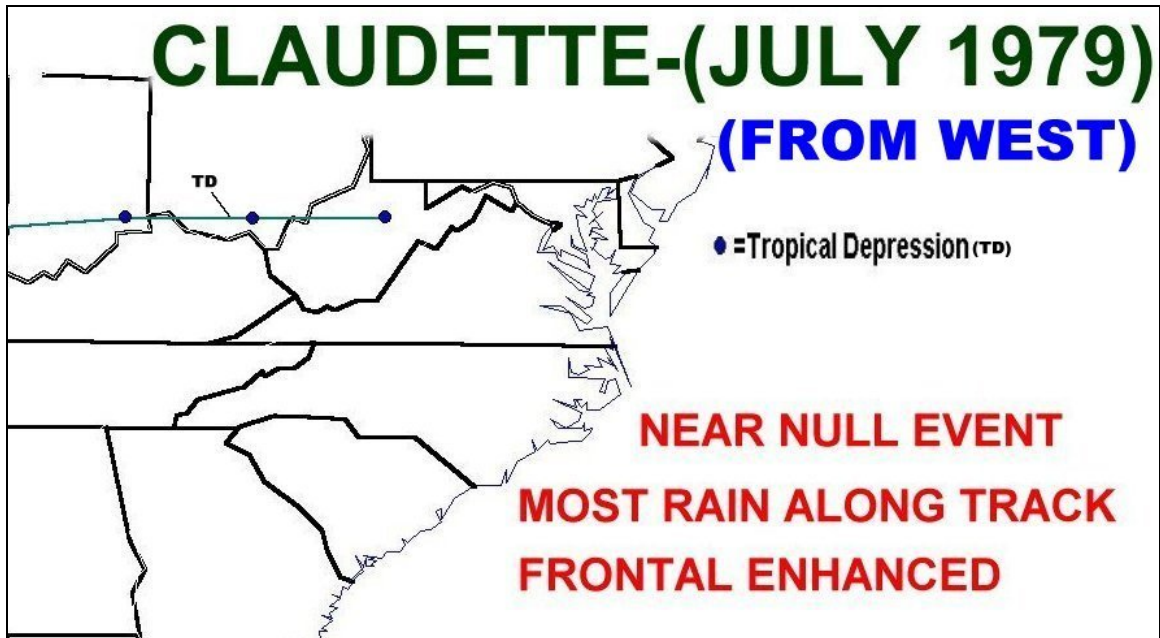 CLAUDETTE-(JULY 1979)
(FROM WEST)
TD
=Tropical Depression (TD)
NEAR NULL EVENT
MOST RAIN ALONG TRACK
FRONTAL ENHANCED